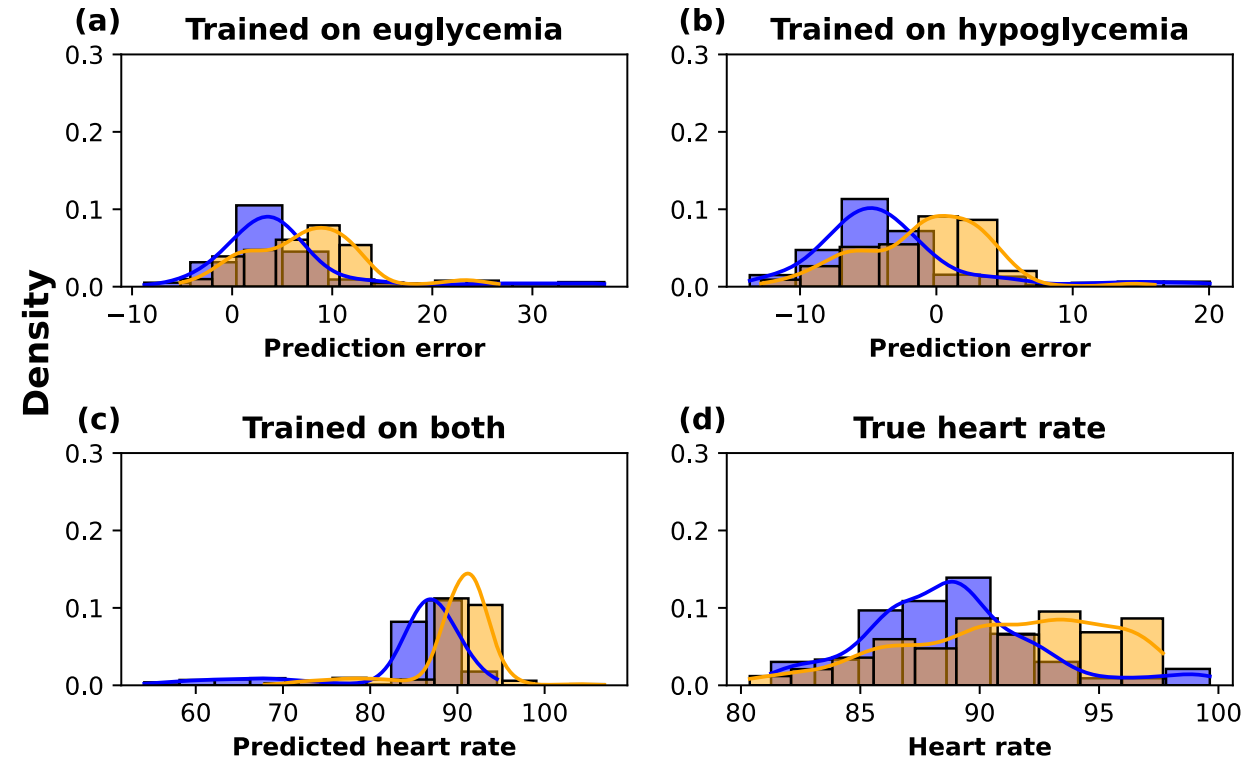 (a) Trained on euglycemia
0.3
0.2
0.1
0.0
−10 0 10 20 30
Prediction error
(b) Trained on hypoglycemia
0.3
0.2
0.1
0.0
−10 0 10 20
Prediction error
Density
(c) Trained on both
0.3
0.2
0.1
0.0
60 70 80 90 100
Predicted heart rate
(d) True heart rate
0.3
0.2
0.1
0.0
80 85 90 95 100
Heart rate